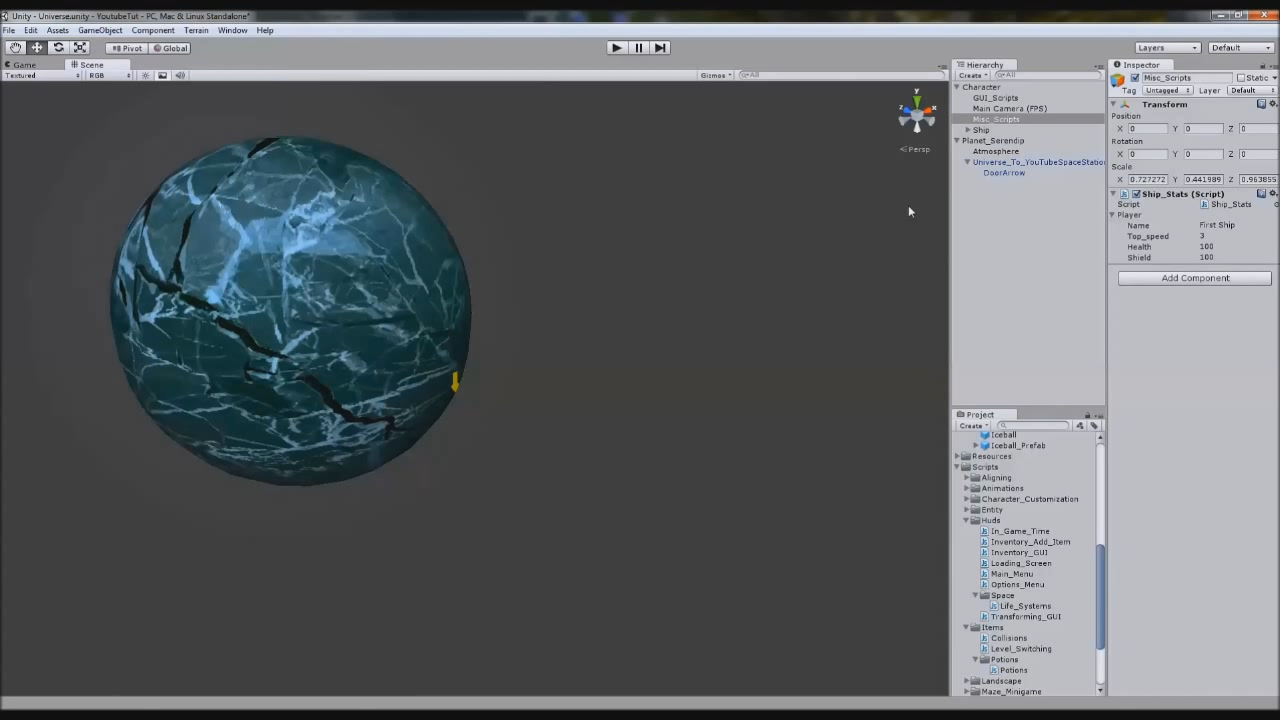 Unity - Universe.unity - YoutubeTut - PC, Mac & Linux Standalone*
File Edit Assets GameObject Component Terrain Window Help
Pivot Global Layers Default
Game Scene
Textured RGB Gizmos All
y
x
z
Persp
Hierarchy
Create All
Character
GUI_Scripts
Main Camera (FPS)
Misc_Scripts
Ship
Planet_Serendip
Atmosphere
Universe_To_YouTubeSpaceStation
DoorArrow
Project
Create
Iceball
Iceball_Prefab
Resources
Scripts
Aligning
Animations
Character_Customization
Entity
Huds
In_Game_Time
Inventory_Add_Item
Inventory_GUI
Loading_Screen
Main_Menu
Options_Menu
Space
Life_Systems
Transforming_GUI
Items
Collisions
Level_Switching
Potions
Potions
Landscape
Maze_Minigame
Inspector
Misc_Scripts Static
Tag Untagged Layer Default
Transform
Position
X 0 Y 0 Z 0
Rotation
X 0 Y 0 Z 0
Scale
X 0.727272 Y 0.441989 Z 0.963855
Ship_Stats (Script)
Script Ship_Stats
Player
Name First Ship
Top_speed 3
Health 100
Shield 100
Add Component